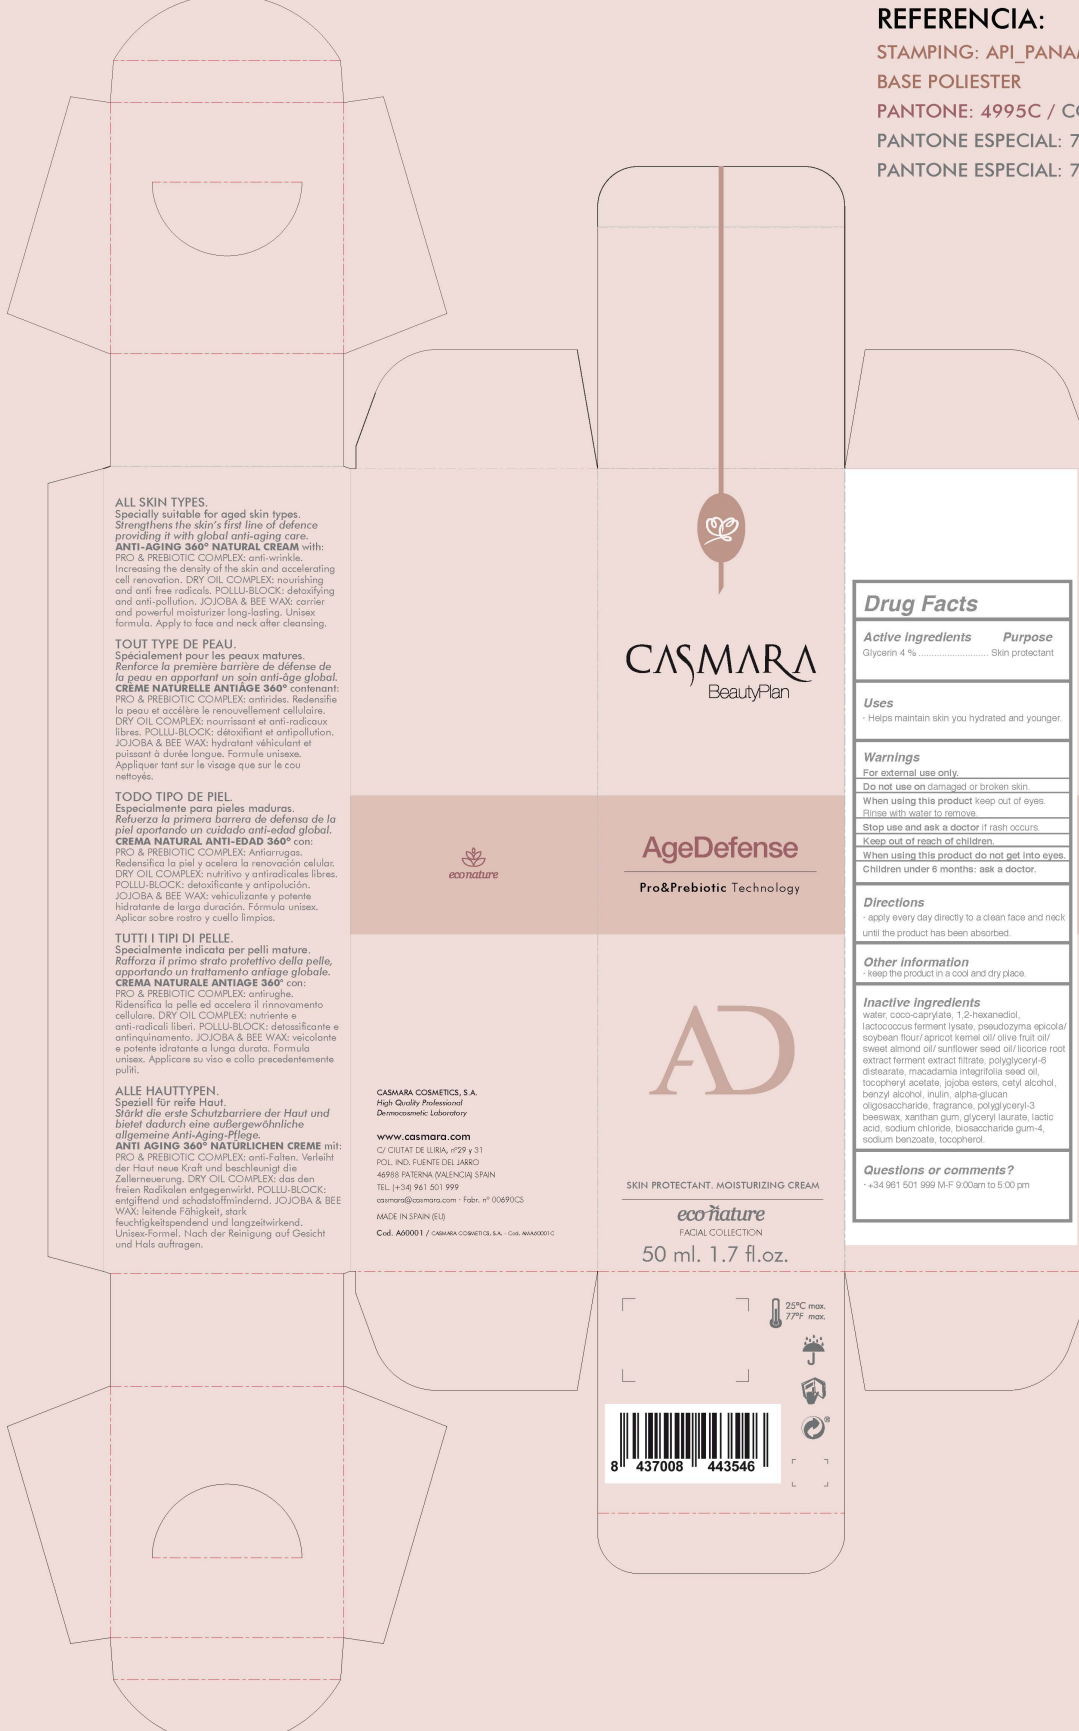 REFERENCIA:
BASE POLIESTER
PANTONE: 4995C /
PANTONE ESPECIAL:
PANTONE ESPECIAL:
ALL SKIN TYPES.
Specially suitable for aged skin types.
Strengthens the skin's first line of defence
providing it with global anti-aging care.
ANTI-AGING 360º NATURAL CREAM with:
PRO & PREBIOTIC COMPLEX: anti-wrinkle.
Increasing the density of the skin and accelerating
cell renovation. DRY OIL COMPLEX: nourishing
and anti free radicals. POLLU-BLOCK: detoxifying
and anti-pollution. JOJOBA & BEE WAX: carrier
and powerful moisturizer long-lasting. Unisex
formula. Apply to face and neck after cleansing.
TOUT TYPE DE PEAU.
Spécialement pour les peaux matures.
Renforce la première barrière de défense de
la peau en apportant un soin anti-âge global.
CRÈME NATURELLE ANTIÂGE 360º contenant:
PRO & PREBIOTIC COMPLEX: antirides. Redensifie
la peau et accélère le renouvellement cellulaire.
DRY OIL COMPLEX: nourrissant et anti-radicaux
libres. POLLU-BLOCK: détoxifiant et antipollution.
JOJOBA & BEE WAX: hydratant véhiculant et
puissant à durée longue. Formule unisexe.
Appliquer tant sur le visage que sur le cou
nettoyés.
TODO TIPO DE PIEL.
Especialmente para pieles maduras.
Refuerza la primera barrera de defensa de la
piel aportando un cuidado anti-edad global.
CREMA NATURAL ANTI-EDAD 360º con:
PRO & PREBIOTIC COMPLEX: Antiarrugas.
Redensifica la piel y acelera la renovación celular.
DRY OIL COMPLEX: nutritivo y antiradicales libres.
POLLU-BLOCK: detoxificante y antipolución.
JOJOBA & BEE WAX: vehiculizante y potente
hidratante de larga duración. Fórmula unisex.
Aplicar sobre rostro y cuello limpios.
TUTTI I TIPI DI PELLE.
Specialmente indicata per pelli mature.
Rafforza il primo strato protettivo della pelle,
apportando un trattamento antiage globale.
CREMA NATURALE ANTIAGE 360º con:
PRO & PREBIOTIC COMPLEX: antirughe.
Ridensifica la pelle ed accelera il rinnovamento
cellulare. DRY OIL COMPLEX: nutriente e
anti-radicali liberi. POLLU-BLOCK: detossificante e
antinquinamento. JOJOBA & BEE WAX: veicolante
e potente idratante a lunga durata. Formula
unisex. Applicare su viso e collo precedentemente
puliti.
ALLE HAUTTYPEN.
Speziell für reife Haut.
Stärkt die erste Schutzbarriere der Haut und
bietet dadurch eine außergewöhnliche
allgemeine Anti-Aging-Pflege.
ANTI AGING 360º NATÜRLICHEN CREME mit:
PRO & PREBIOTIC COMPLEX: anti-Falten. Verleiht
der Haut neue Kraft und beschleunigt die
Zellerneuerung. DRY OIL COMPLEX: das den
freien Radikalen entgegenwirkt. POLLU-BLOCK:
entgiftend und schadstoffmindernd. JOJOBA & BEE
WAX: leitende Fähigkeit, stark
feuchtigkeitspendend und langzeitwirkend.
Unisex-Formel. Nach der Reinigung auf Gesicht
und Hals auftragen.
econature
CASMARA COSMETICS, S.A.
High Quality Professional
Dermocosmetic Laboratory
www.casmara.com
C/ CIUTAT DE LLIRIA, nº29 y 31
POL. IND. FUENTE DEL JARRO
46988 PATERNA (VALENCIA) SPAIN
TEL. (+34) 961 501 999
casmara@casmara.com - Fabr. nº 00690CS
MADE IN SPAIN (EU)
Cod. A60001 / CASMARA COSMETICS, S.A. - Cod. AMA60001C
CASMARA
BeautyPlan
AgeDefense
Pro&Prebiotic Technology
AD
SKIN PROTECTANT. MOISTURIZING CREAM
econature
FACIAL COLLECTION
50 ml. 1.7 fl.oz.
25ºC max.
77ºF max.
8 437008 443546
Drug Facts
Active ingredients Purpose
Glycerin 4 % ........................... Skin protectant
Uses
· Helps maintain skin you hydrated and younger.
Warnings
For external use only.
Do not use on damaged or broken skin.
When using this product keep out of eyes.
Rinse with water to remove.
Stop use and ask a doctor if rash occurs.
Keep out of reach of children.
When using this product do not get into eyes.
Children under 6 months: ask a doctor.
Directions
· apply every day directly to a clean face and neck
until the product has been absorbed.
Other information
· keep the product in a cool and dry place.
Inactive ingredients
water, coco-caprylate, 1,2-hexanediol,
lactococcus ferment lysate, pseudozyma epicola/
soybean flour/ apricot kernel oil/ olive fruit oil/
sweet almond oil/ sunflower seed oil/ licorice root
extract ferment extract filtrate, polyglyceryl-6
distearate, macadamia integrifolia seed oil,
tocopheryl acetate, jojoba esters, cetyl alcohol,
benzyl alcohol, inulin, alpha-glucan
oligosaccharide, fragrance, polyglyceryl-3
beeswax, xanthan gum, glyceryl laurate, lactic
acid, sodium chloride, biosaccharide gum-4,
sodium benzoate, tocopherol.
Questions or comments?
· +34 961 501 999 M-F 9:00am to 5:00 pm